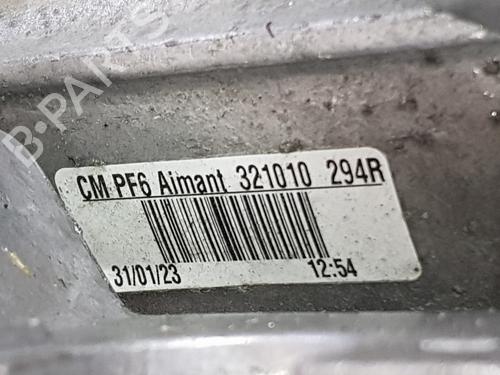 B-PARTS
CM PF6 Aimant 321010 294R
31/01/23 12:54